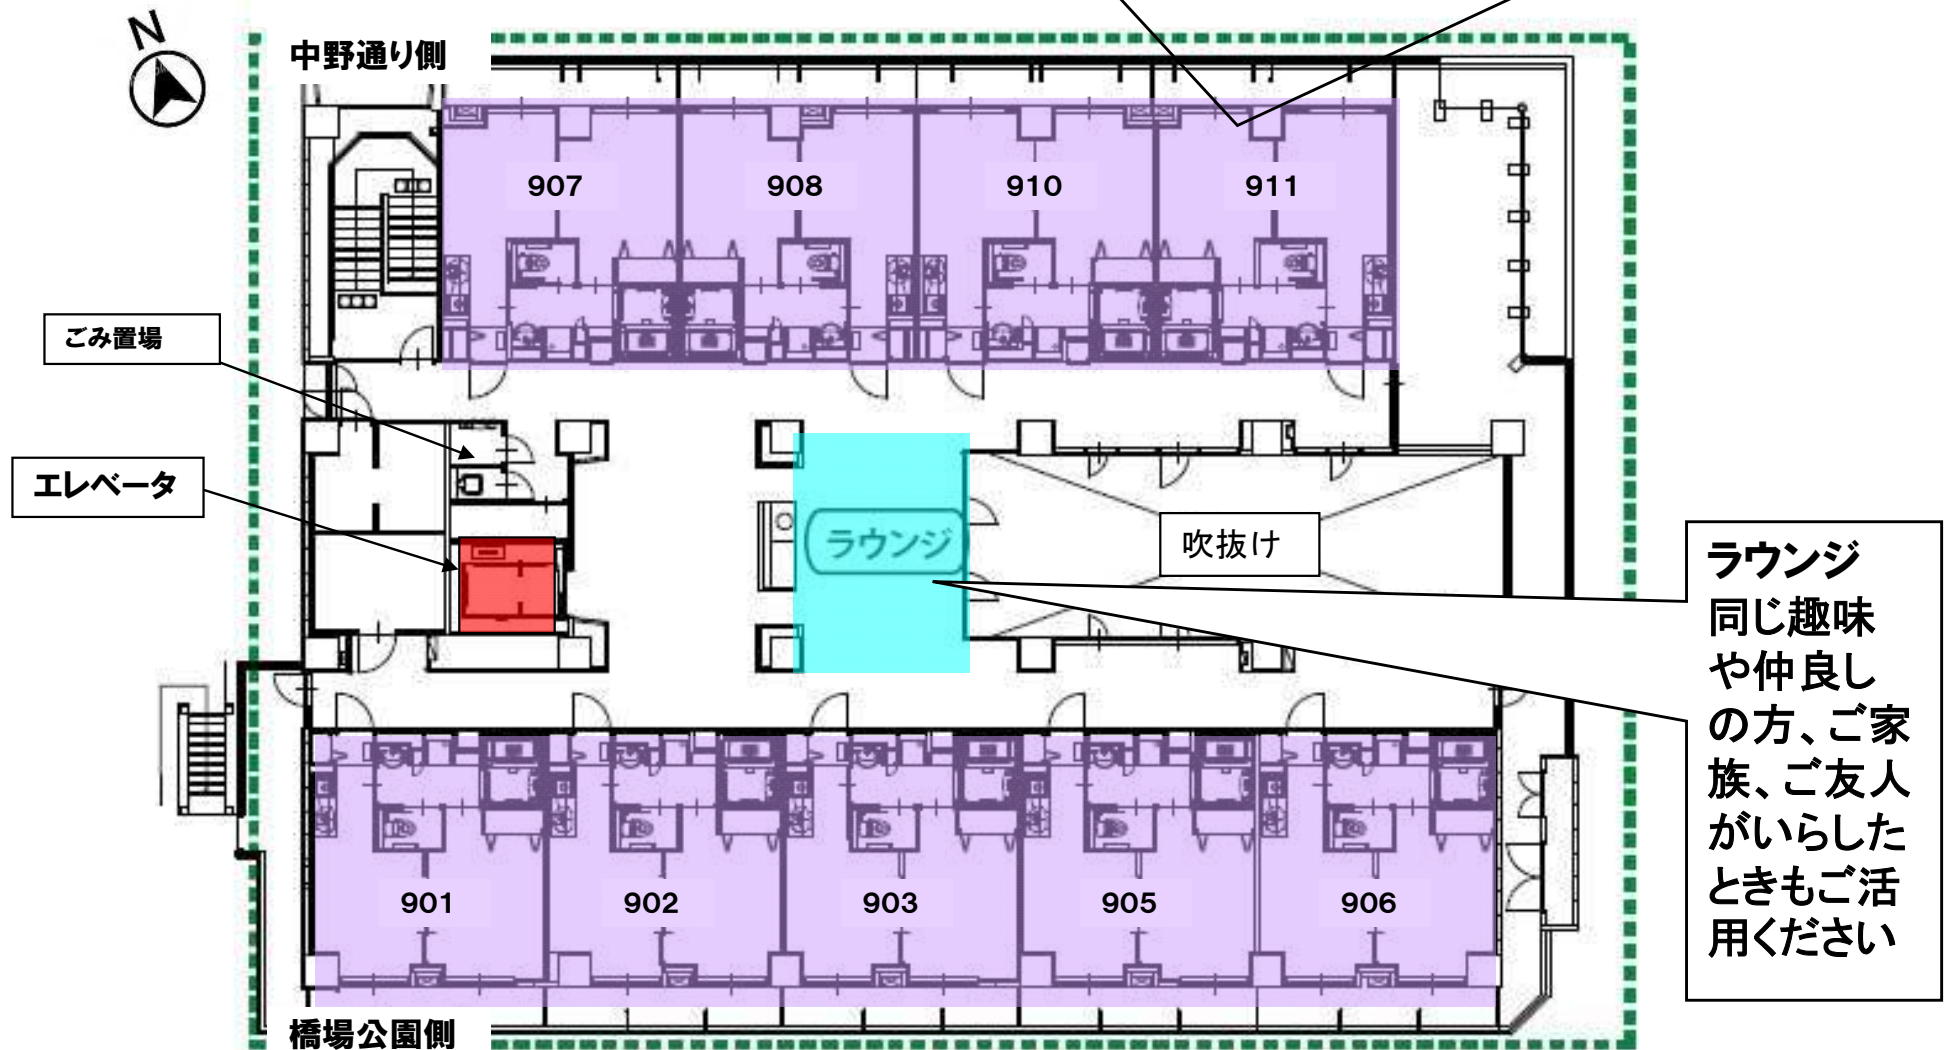 N
中野通り側
907
908
910
911
ごみ置場
エレベータ
ラウンジ
吹抜け
ラウンジ
同じ趣味
や仲良し
の方、ご家
族、ご友人
がいらした
ときもご活
用ください
901
902
903
905
906
橋場公園側